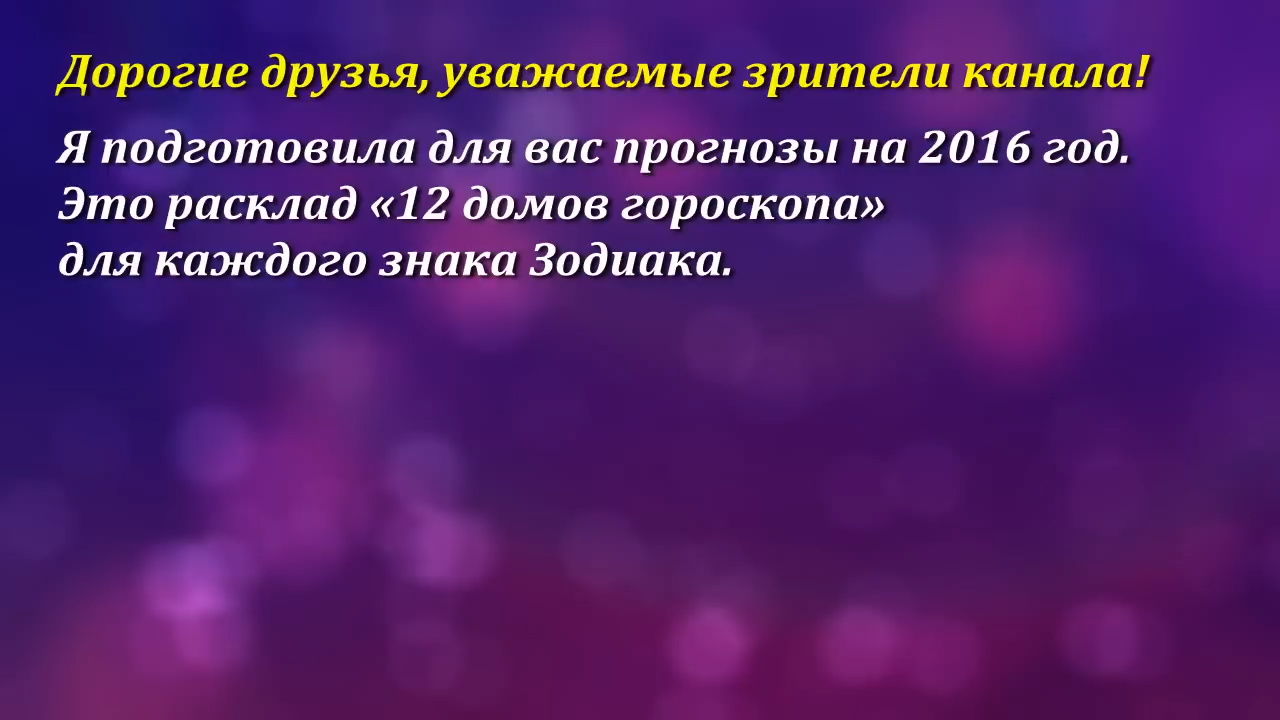 Дорогие друзья, уважаемые зрители канала!
Я подготовила для вас прогнозы на 2016 год.
Это расклад «12 домов гороскопа»
для каждого знака Зодиака.